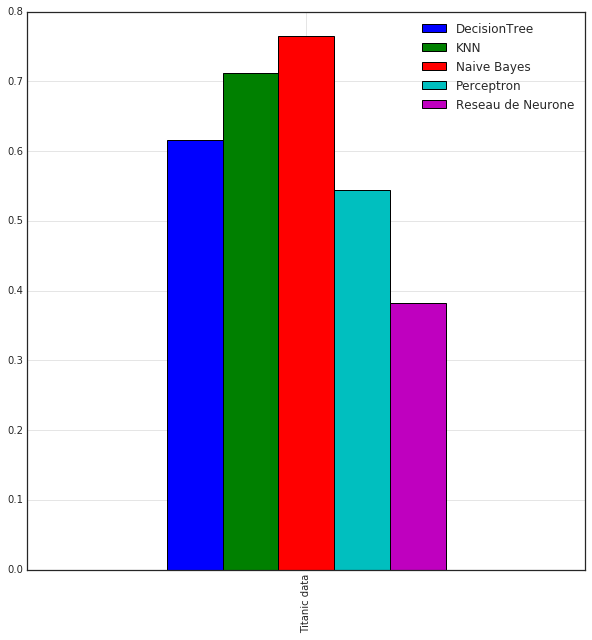 0.8
0.7
0.6
0.5
0.4
0.3
0.2
0.1
0.0
DecisionTree
KNN
Naive Bayes
Perceptron
Reseau de Neurone
Titanic data